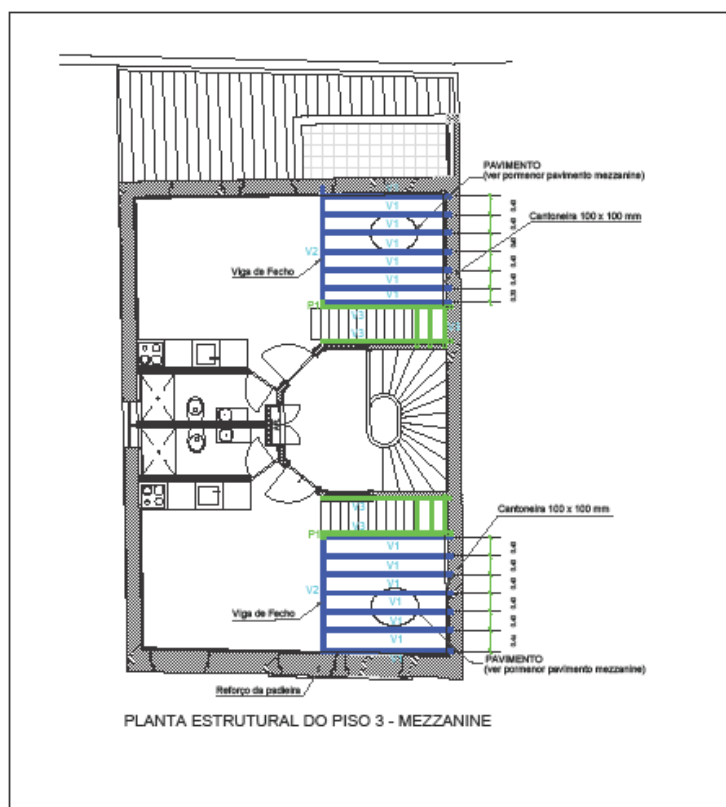 PAVIMENTO
(ver pormenor pavimento mezzanine)
V1
Cantoneira 100 x 100 mm
V1
V1
V2
Viga de Fecho
V1
V1
V1
P1
V3
V3
V3
V3
Cantoneira 100 x 100 mm
P1
V1
V1
V1
V2
V1
Viga de Fecho
V1
V1
PAVIMENTO
(ver pormenor pavimento mezzanine)
Reforço da padieira
PLANTA ESTRUTURAL DO PISO 3 - MEZZANINE